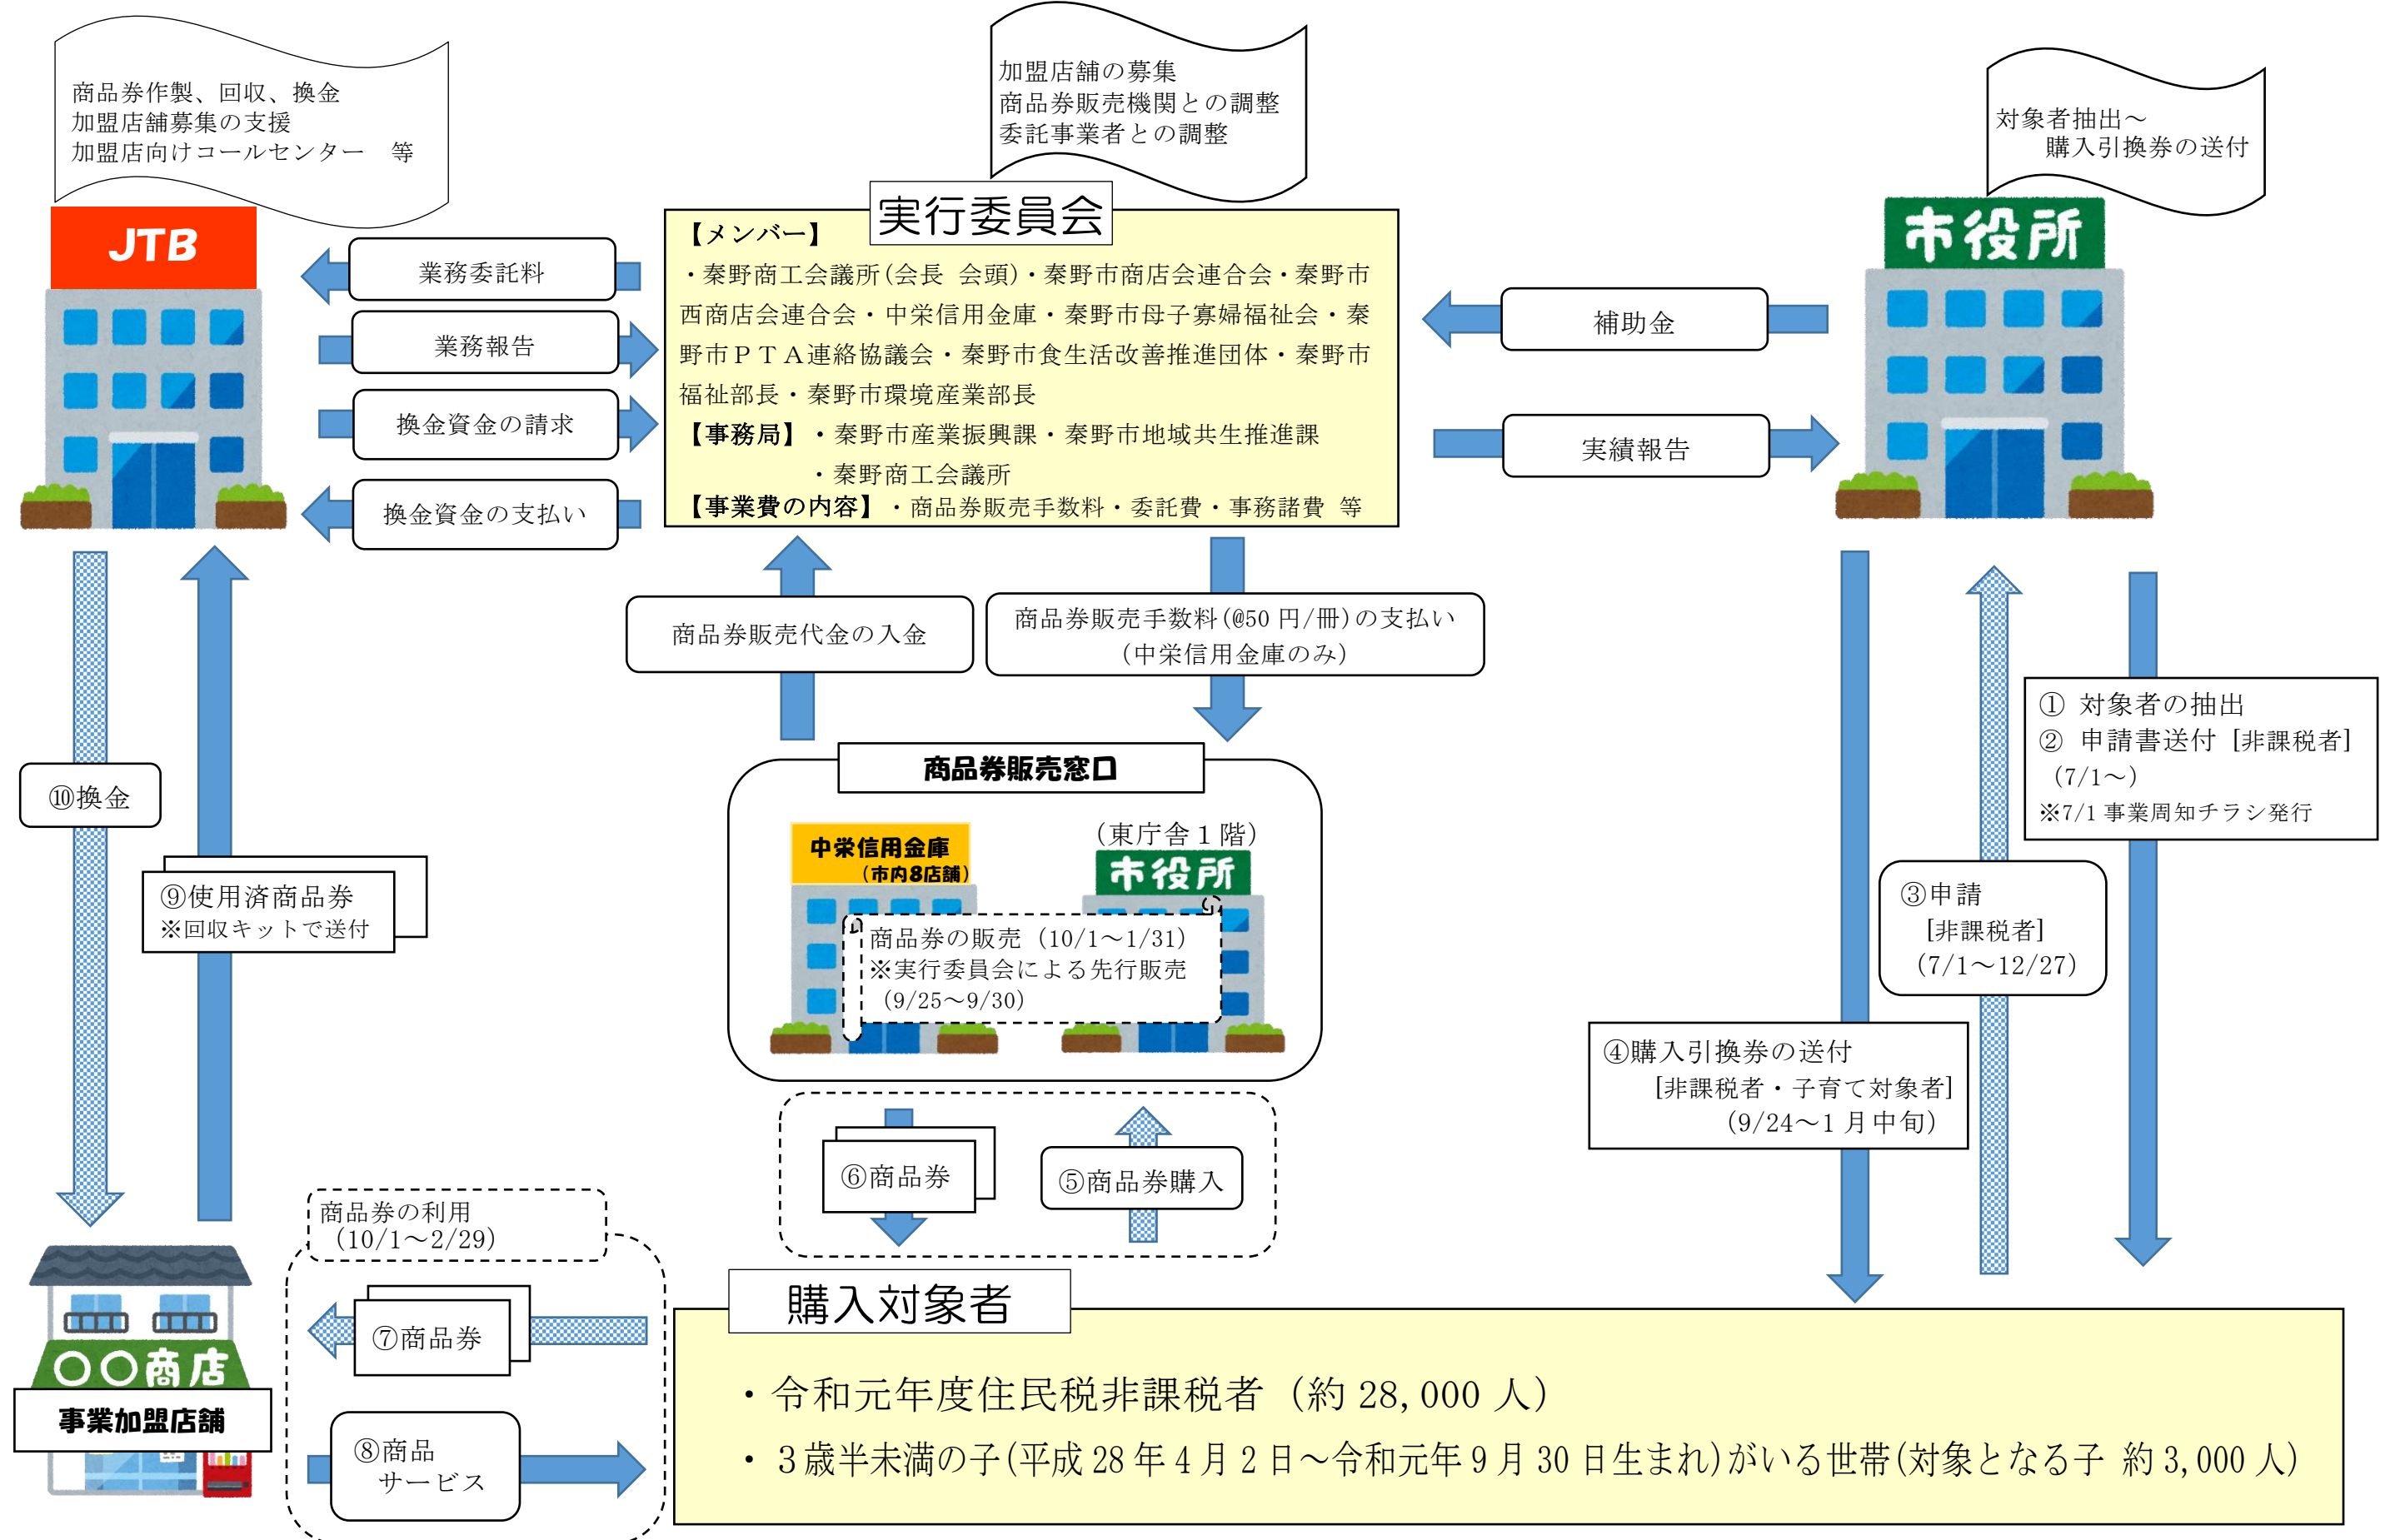 商品券作製、回収、換金
加盟店舗募集の支援
加盟店向けコールセンター 等
加盟店舗の募集
商品券販売機関との調整
委託事業者との調整
対象者抽出～
購入引換券の送付
JTB
実行委員会
市役所
【メンバー】
・秦野商工会議所(会長 会頭)・秦野市商店会連合会・秦野市
西商店会連合会・中栄信用金庫・秦野市母子寡婦福祉会・秦
野市ＰＴＡ連絡協議会・秦野市食生活改善推進団体・秦野市
福祉部長・秦野市環境産業部長
【事務局】・秦野市産業振興課・秦野市地域共生推進課
・秦野商工会議所
【事業費の内容】・商品券販売手数料・委託費・事務諸費 等
業務委託料
業務報告
換金資金の請求
換金資金の支払い
補助金
実績報告
商品券販売代金の入金
商品券販売手数料(@50 円/冊)の支払い
(中栄信用金庫のみ)
① 対象者の抽出
② 申請書送付 [非課税者]
(7/1～)
※7/1 事業周知チラシ発行
③申請
[非課税者]
(7/1～12/27)
④購入引換券の送付
[非課税者・子育て対象者]
(9/24～1 月中旬)
商品券販売窓口
中栄信用金庫
(市内8店舗)
(東庁舎１階)
市役所
商品券の販売 (10/1～1/31)
※実行委員会による先行販売
(9/25～9/30)
⑥商品券
⑤商品券購入
⑩換金
⑨使用済商品券
※回収キットで送付
商品券の利用
(10/1～2/29)
⑦商品券
⑧商品
サービス
〇〇商店
事業加盟店舗
購入対象者
・令和元年度住民税非課税者 (約 28,000 人)
・３歳半未満の子(平成 28 年 4 月 2 日～令和元年 9 月 30 日生まれ)がいる世帯(対象となる子 約 3,000 人)